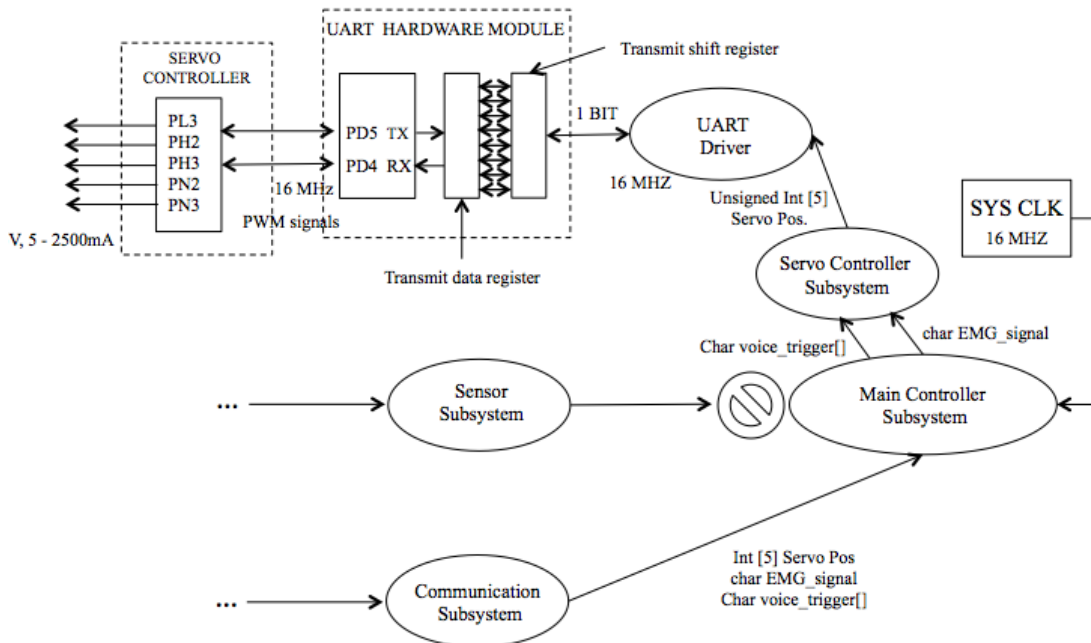 UART HARDWARE MODULE
Transmit shift register
SERVO
CONTROLLER
PL3
PH2
PH3
PN2
PN3
PD5 TX
PD4 RX
1 BIT
UART
Driver
16 MHz
16 MHZ
PWM signals
V, 5 - 2500mA
Transmit data register
Unsigned Int [5]
Servo Pos.
SYS CLK
16 MHZ
Servo Controller
Subsystem
Char voice_trigger[]
char EMG_signal
...
Sensor
Subsystem
Main Controller
Subsystem
...
Communication
Subsystem
Int [5] Servo Pos
char EMG_signal
Char voice_trigger[]